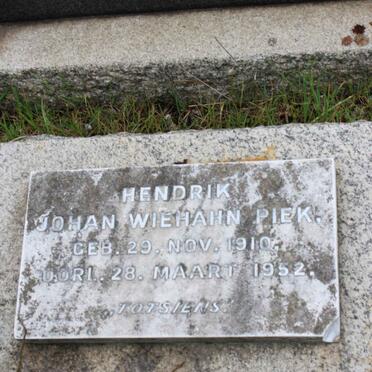 HENDRIK
JOHAN WIEHAHN PIEK.
GEB. 29. NOV. 1910.
OORL. 28. MAART 1952.
"TOTSIENS."